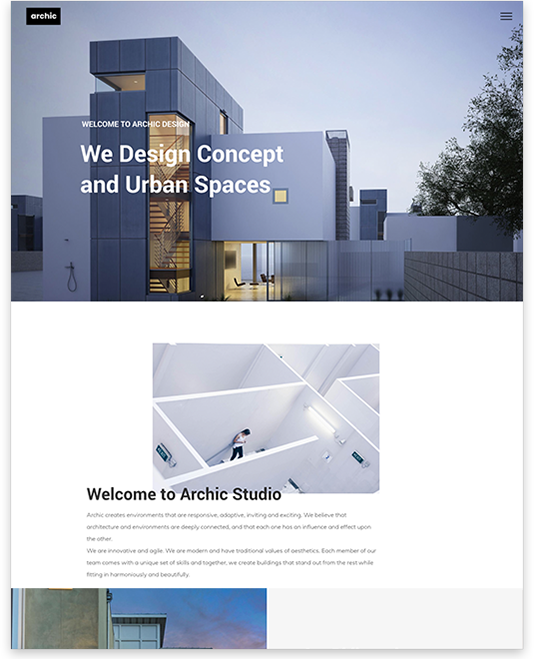 archic
WELCOME TO ARCHIC DESIGN
We Design Concept
and Urban Spaces
Welcome to Archic Studio
Archic creates environments that are responsive, adaptive, inviting and exciting. We believe that
architecture and environments are deeply connected, and that each one has an influence and effect upon
the other.
We are innovative and agile. We are modern and have traditional values of aesthetics. Each member of our
team comes with a unique set of skills and together, we create buildings that stand out from the rest while
fitting in harmoniously and beautifully.